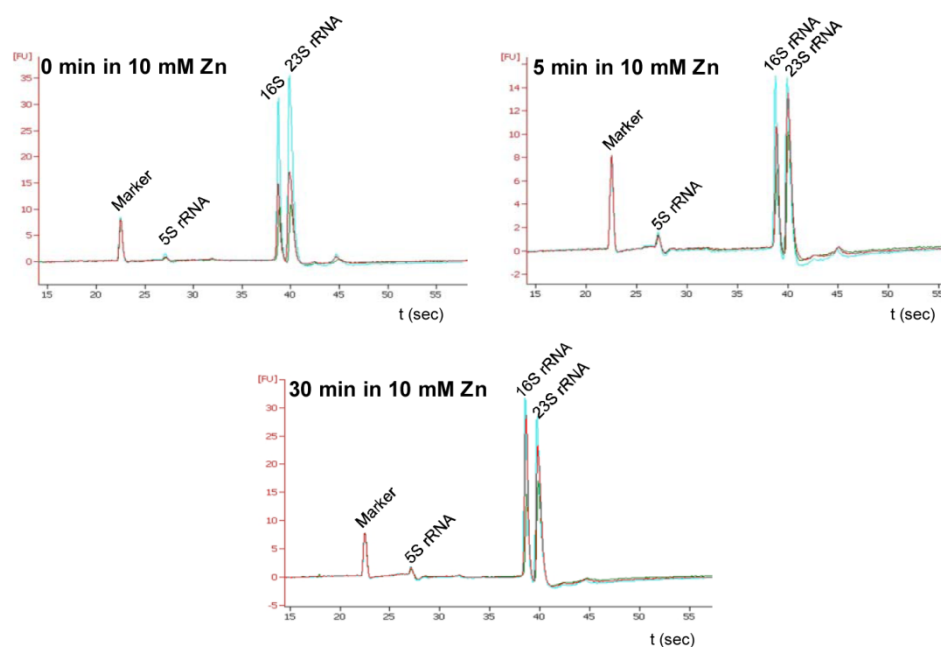 [FU]
0 min in 10 mM Zn
16S
23S rRNA
Marker
5S rRNA
35
30
25
20
15
10
5
0
15 20 25 30 35 40 45 50 55
t (sec)
[FU]
5 min in 10 mM Zn
16S rRNA
23S rRNA
Marker
5S rRNA
14
12
10
8
6
4
2
0
-2
15 20 25 30 35 40 45 50 55
t (sec)
[FU]
30 min in 10 mM Zn
16S rRNA
23S rRNA
Marker
5S rRNA
30
25
20
15
10
5
0
-5
15 20 25 30 35 40 45 50 55
t (sec)